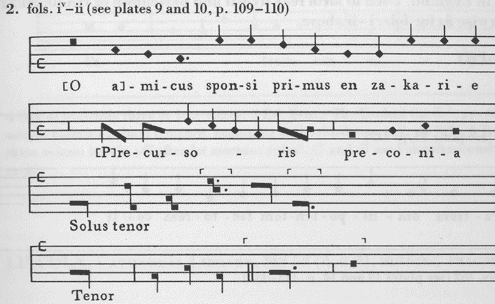 2. fols. iᵛ–ii (see plates 9 and 10, p. 109–110)
[O a]-mi-cus spon-si pri-mus en za-ka-ri-e
[P]re-cur-so - ris pre-co-ni-a
Solus tenor
Tenor